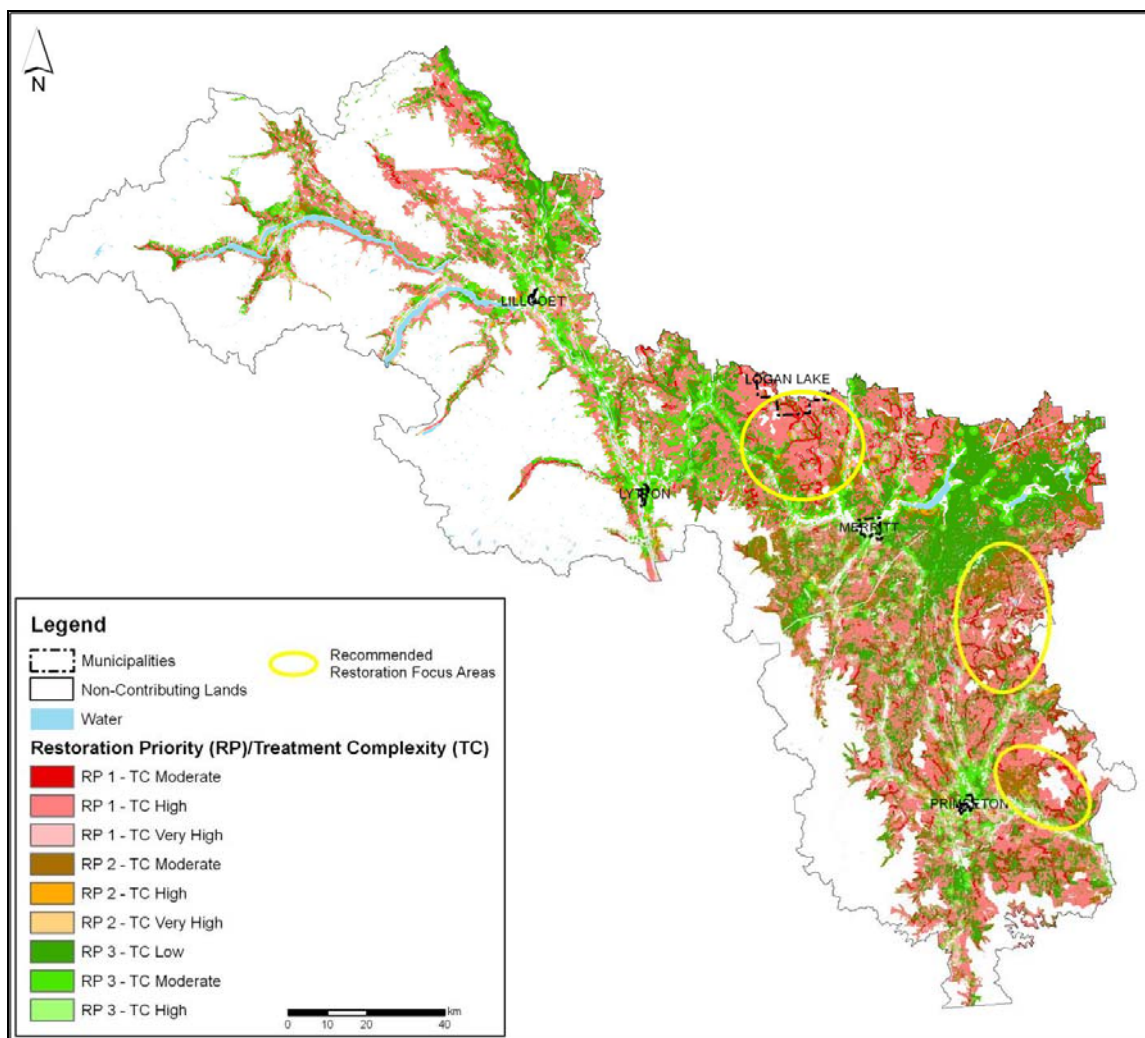 N
LILLOOET
LOGAN LAKE
LYTTON
MERRITT
PRINCETON
Legend
Municipalities
Non-Contributing Lands
Water
Recommended
Restoration Focus Areas
Restoration Priority (RP)/Treatment Complexity (TC)
RP 1 - TC Moderate
RP 1 - TC High
RP 1 - TC Very High
RP 2 - TC Moderate
RP 2 - TC High
RP 2 - TC Very High
RP 3 - TC Low
RP 3 - TC Moderate
RP 3 - TC High
km
0 10 20 40